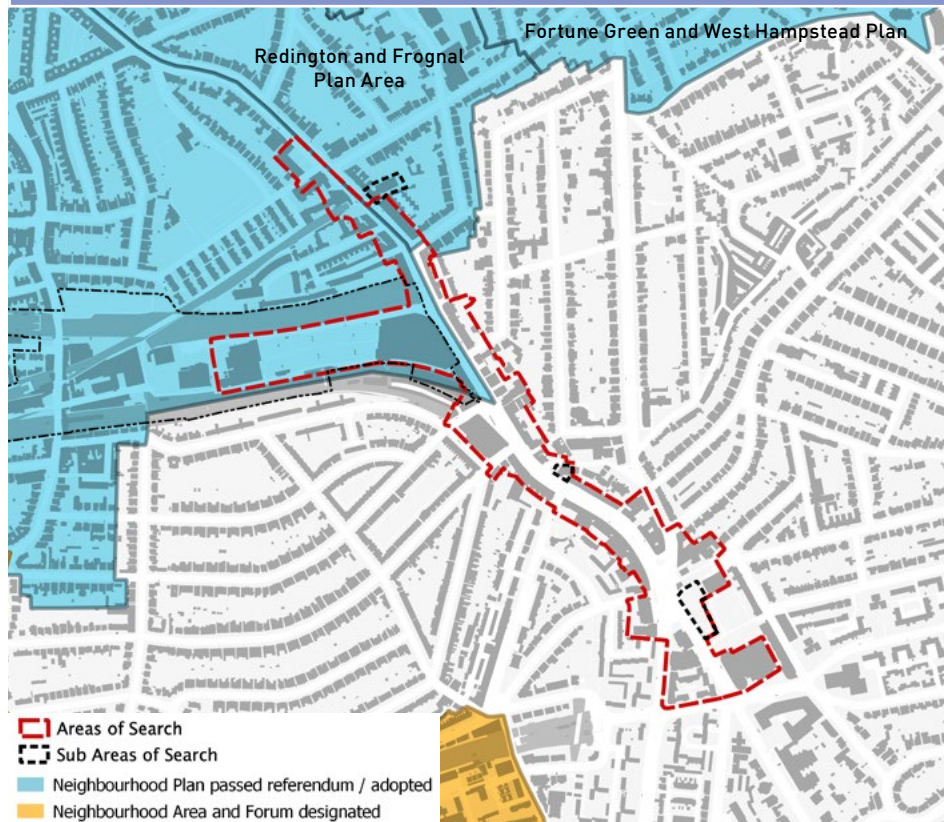 Redington and Frognal
Plan Area
Fortune Green and West Hampstead Plan
Areas of Search
Sub Areas of Search
Neighbourhood Plan passed referendum / adopted
Neighbourhood Area and Forum designated